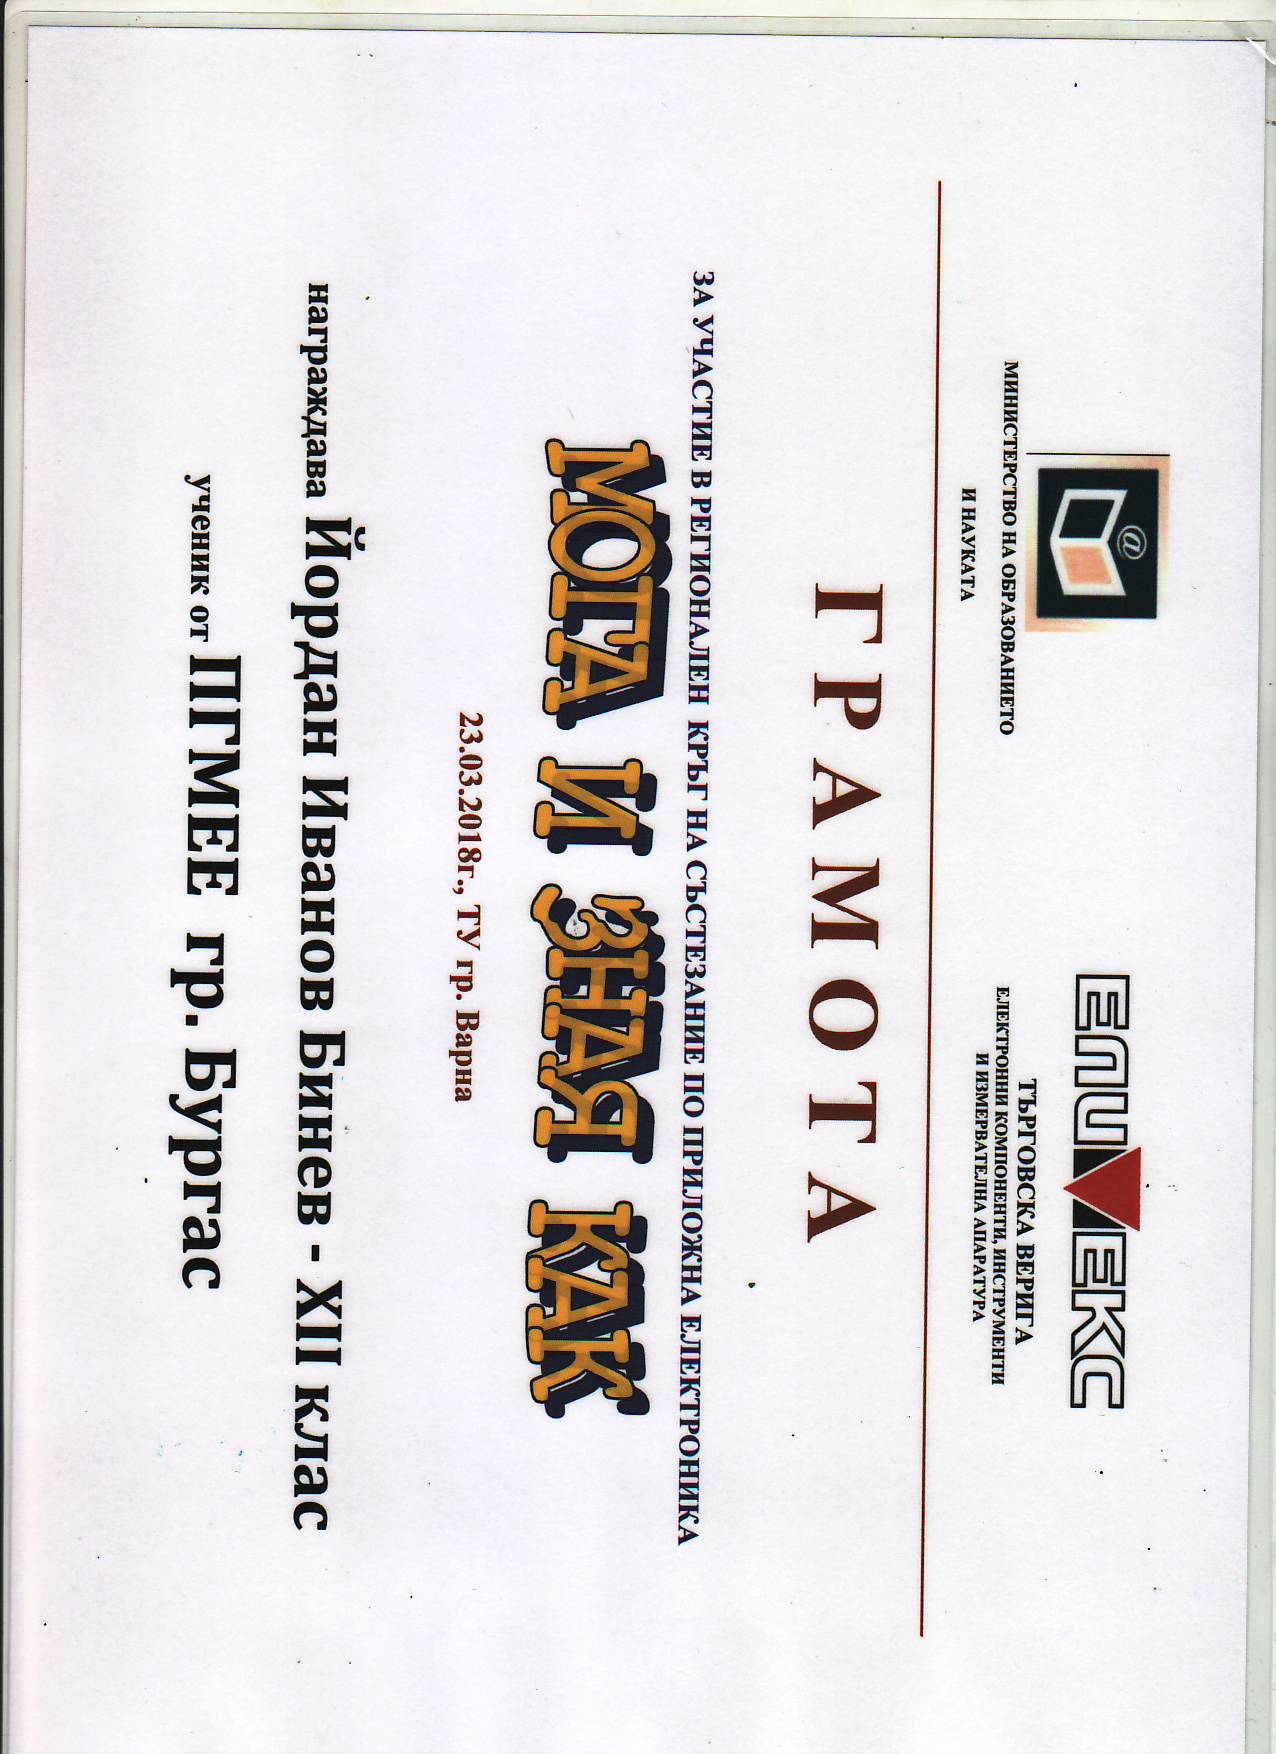 @
МИНИСТЕРСТВО НА ОБРАЗОВАНИЕТО
И НАУКАТА
ЕЛИМЕКС
ТЪРГОВСКА ВЕРИГА
ЕЛЕКТРОННИ КОМПОНЕНТИ, ИНСТРУМЕНТИ
И ИЗМЕРВАТЕЛНА АПАРАТУРА
ГРАМОТА
ЗА УЧАСТИЕ В РЕГИОНАЛЕН КРЪГ НА СЪСТЕЗАНИЕ ПО ПРИЛОЖНА ЕЛЕКТРОНИКА
МОГА И ЗНАЯ КАК
23.03.2018г., ТУ гр. Варна
награждава Йордан Иванов Бинев - XII клас
ученик от ПГМЕЕ гр. Бургас